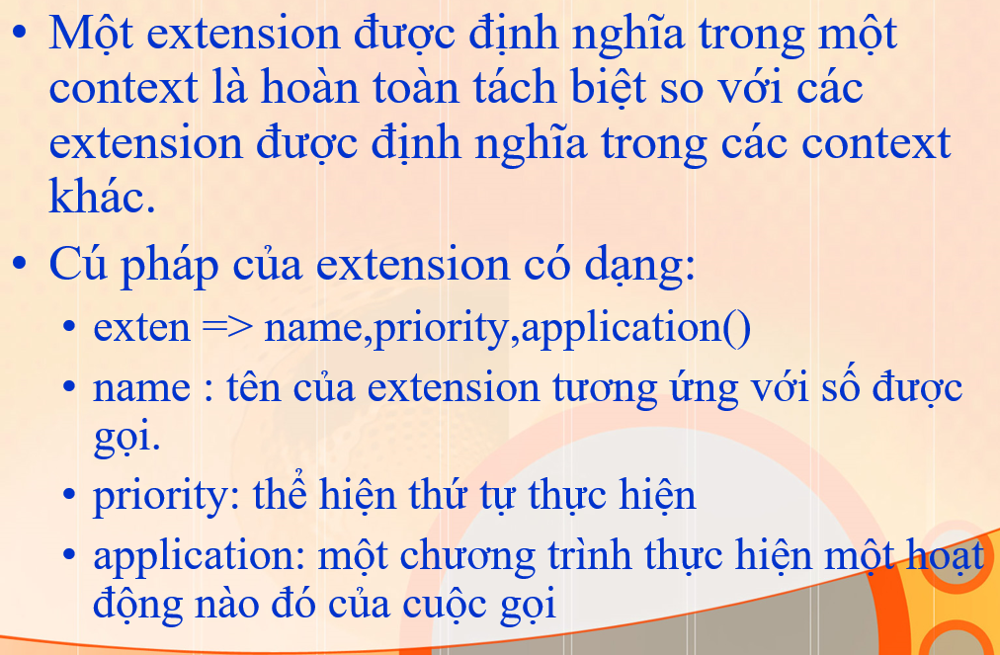 • Một extension được định nghĩa trong một
context là hoàn toàn tách biệt so với các
extension được định nghĩa trong các context
khác.
• Cú pháp của extension có dạng:
• exten => name,priority,application()
• name : tên của extension tương ứng với số được
gọi.
• priority: thể hiện thứ tự thực hiện
• application: một chương trình thực hiện một hoạt
động nào đó của cuộc gọi